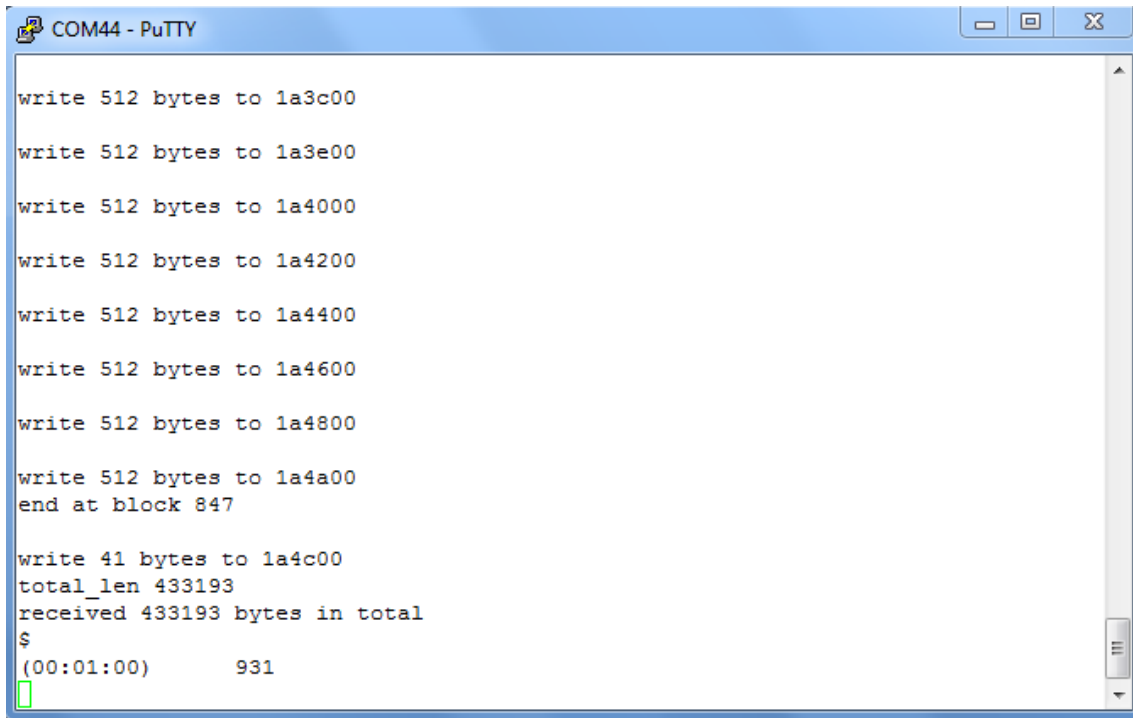 COM44 - PuTTY
write 512 bytes to 1a3c00
write 512 bytes to 1a3e00
write 512 bytes to 1a4000
write 512 bytes to 1a4200
write 512 bytes to 1a4400
write 512 bytes to 1a4600
write 512 bytes to 1a4800
write 512 bytes to 1a4a00
end at block 847
write 41 bytes to 1a4c00
total_len 433193
received 433193 bytes in total
$
(00:01:00)      931